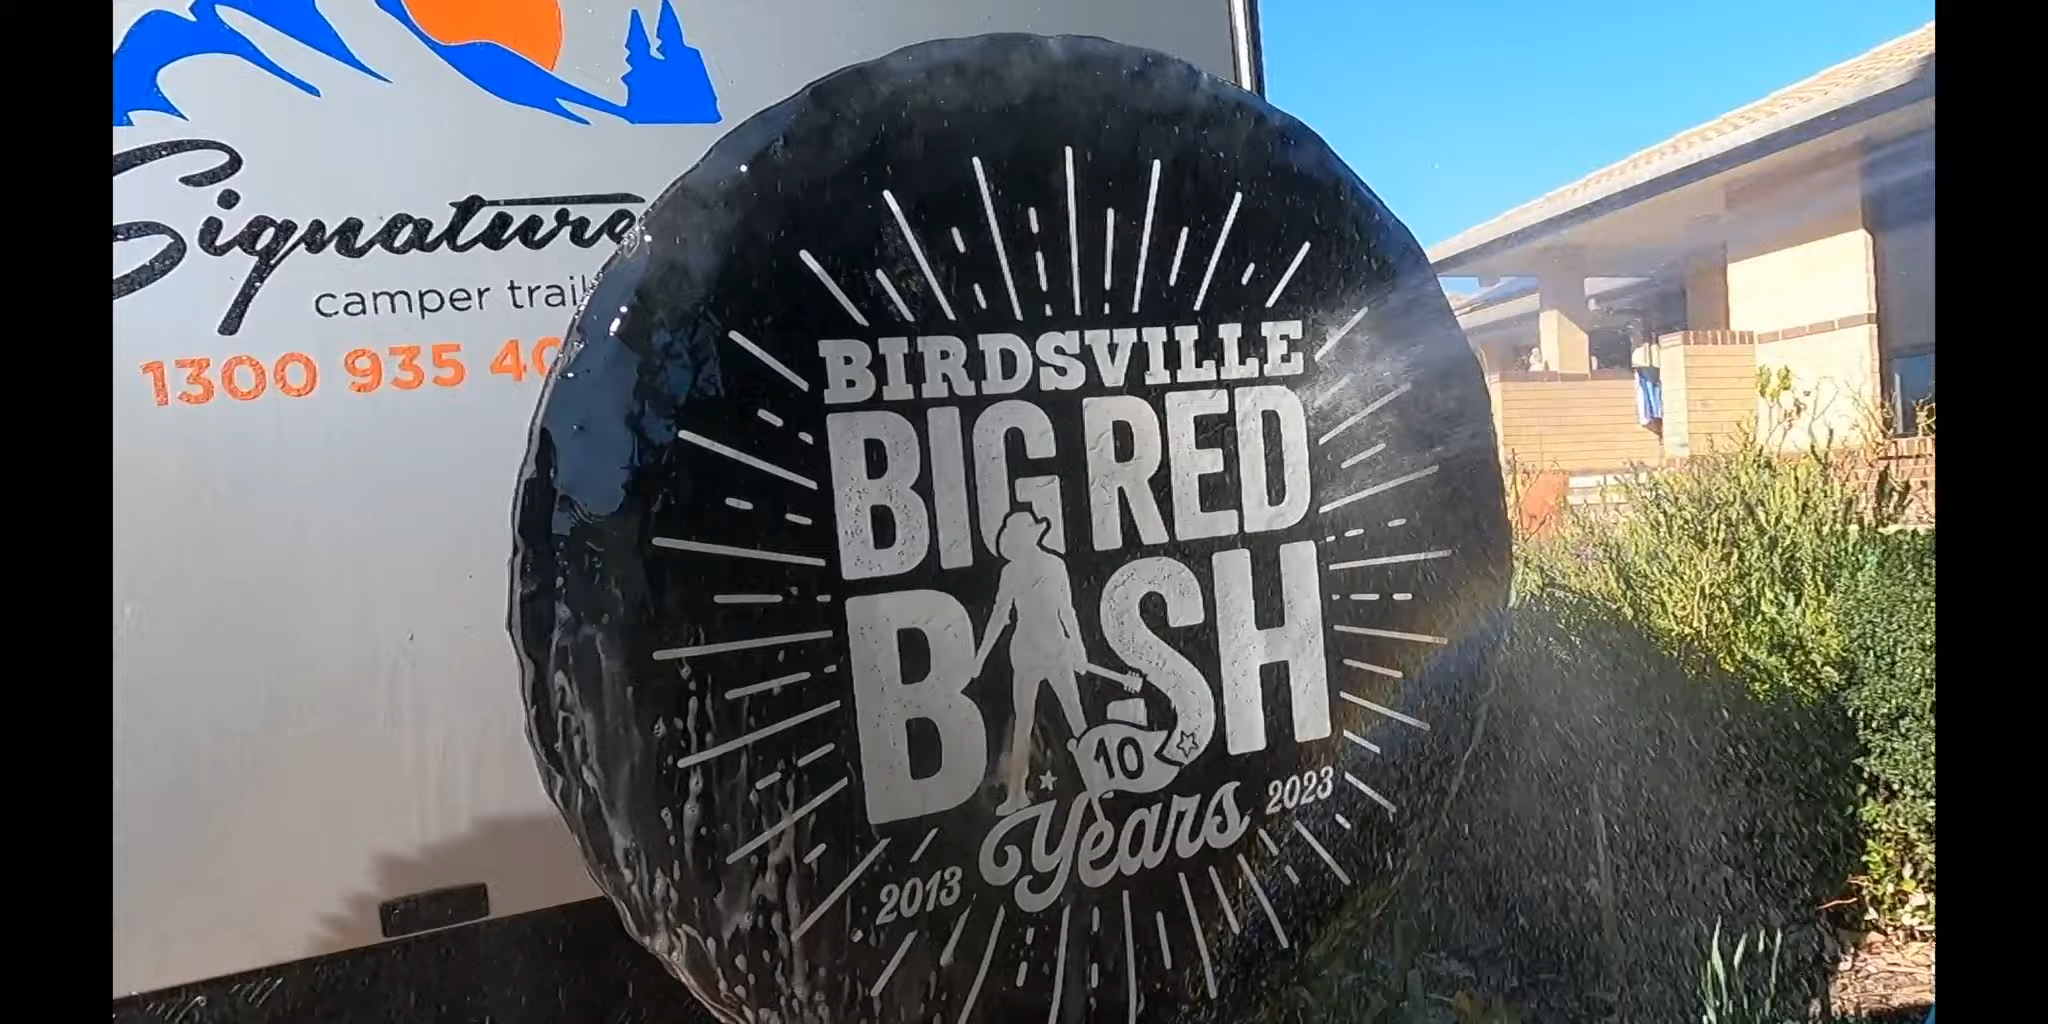 Signature
camper trail
1300 935 40
BIRDSVILLE
BIG RED
BASH
10
Years
2013
2023